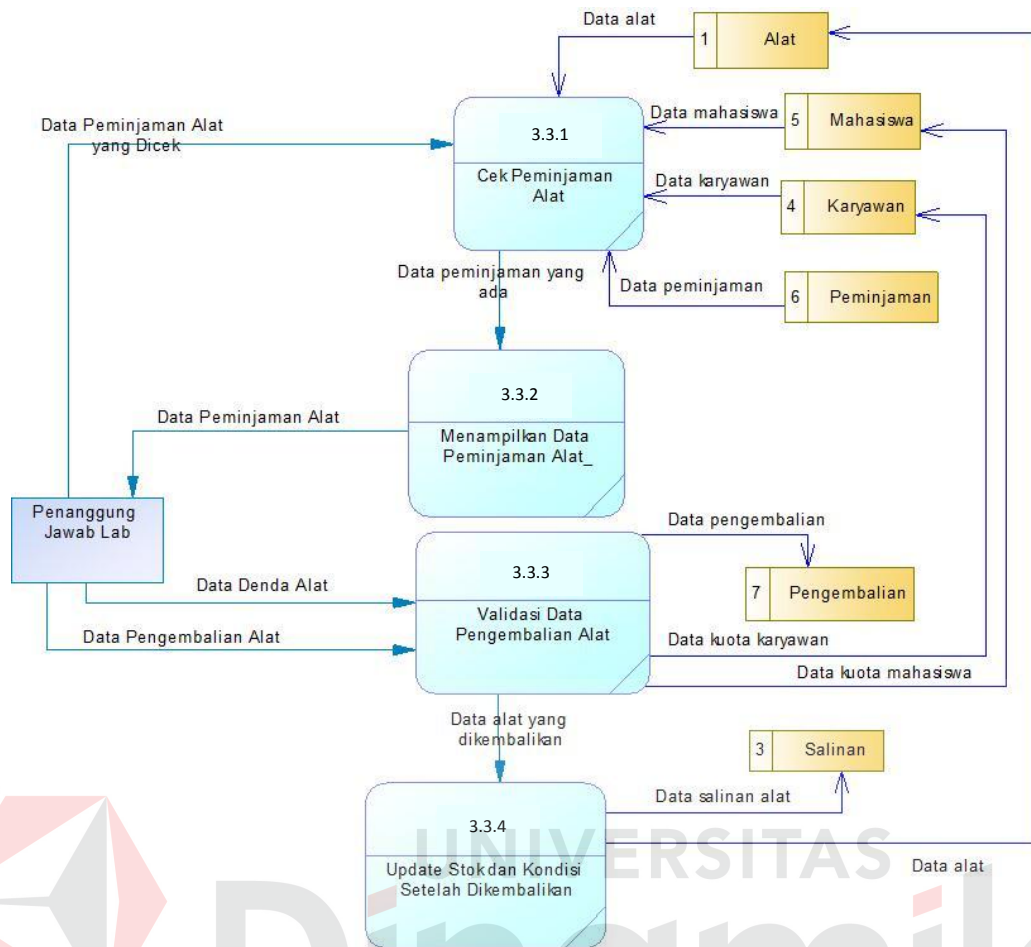 Data alat
1 Alat
Data Peminjaman Alat
yang Dicek
3.3.1
Cek Peminjaman
Alat
Data mahasiswa
5 Mahasiswa
Data karyawan
4 Karyawan
Data peminjaman yang
ada
Data peminjaman
6 Peminjaman
3.3.2
Menampilkan Data
Peminjaman Alat_
Data Peminjaman Alat
Penanggung
Jawab Lab
Data pengembalian
3.3.3
Validasi Data
Pengembalian Alat
7 Pengembalian
Data Denda Alat
Data Pengembalian Alat
Data kuota karyawan
Data kuota mahasiswa
Data alat yang
dikembalikan
3 Salinan
Data salinan alat
3.3.4
Update Stok dan Kondisi
Setelah Dikembalikan
UNIVERSITAS
Data alat